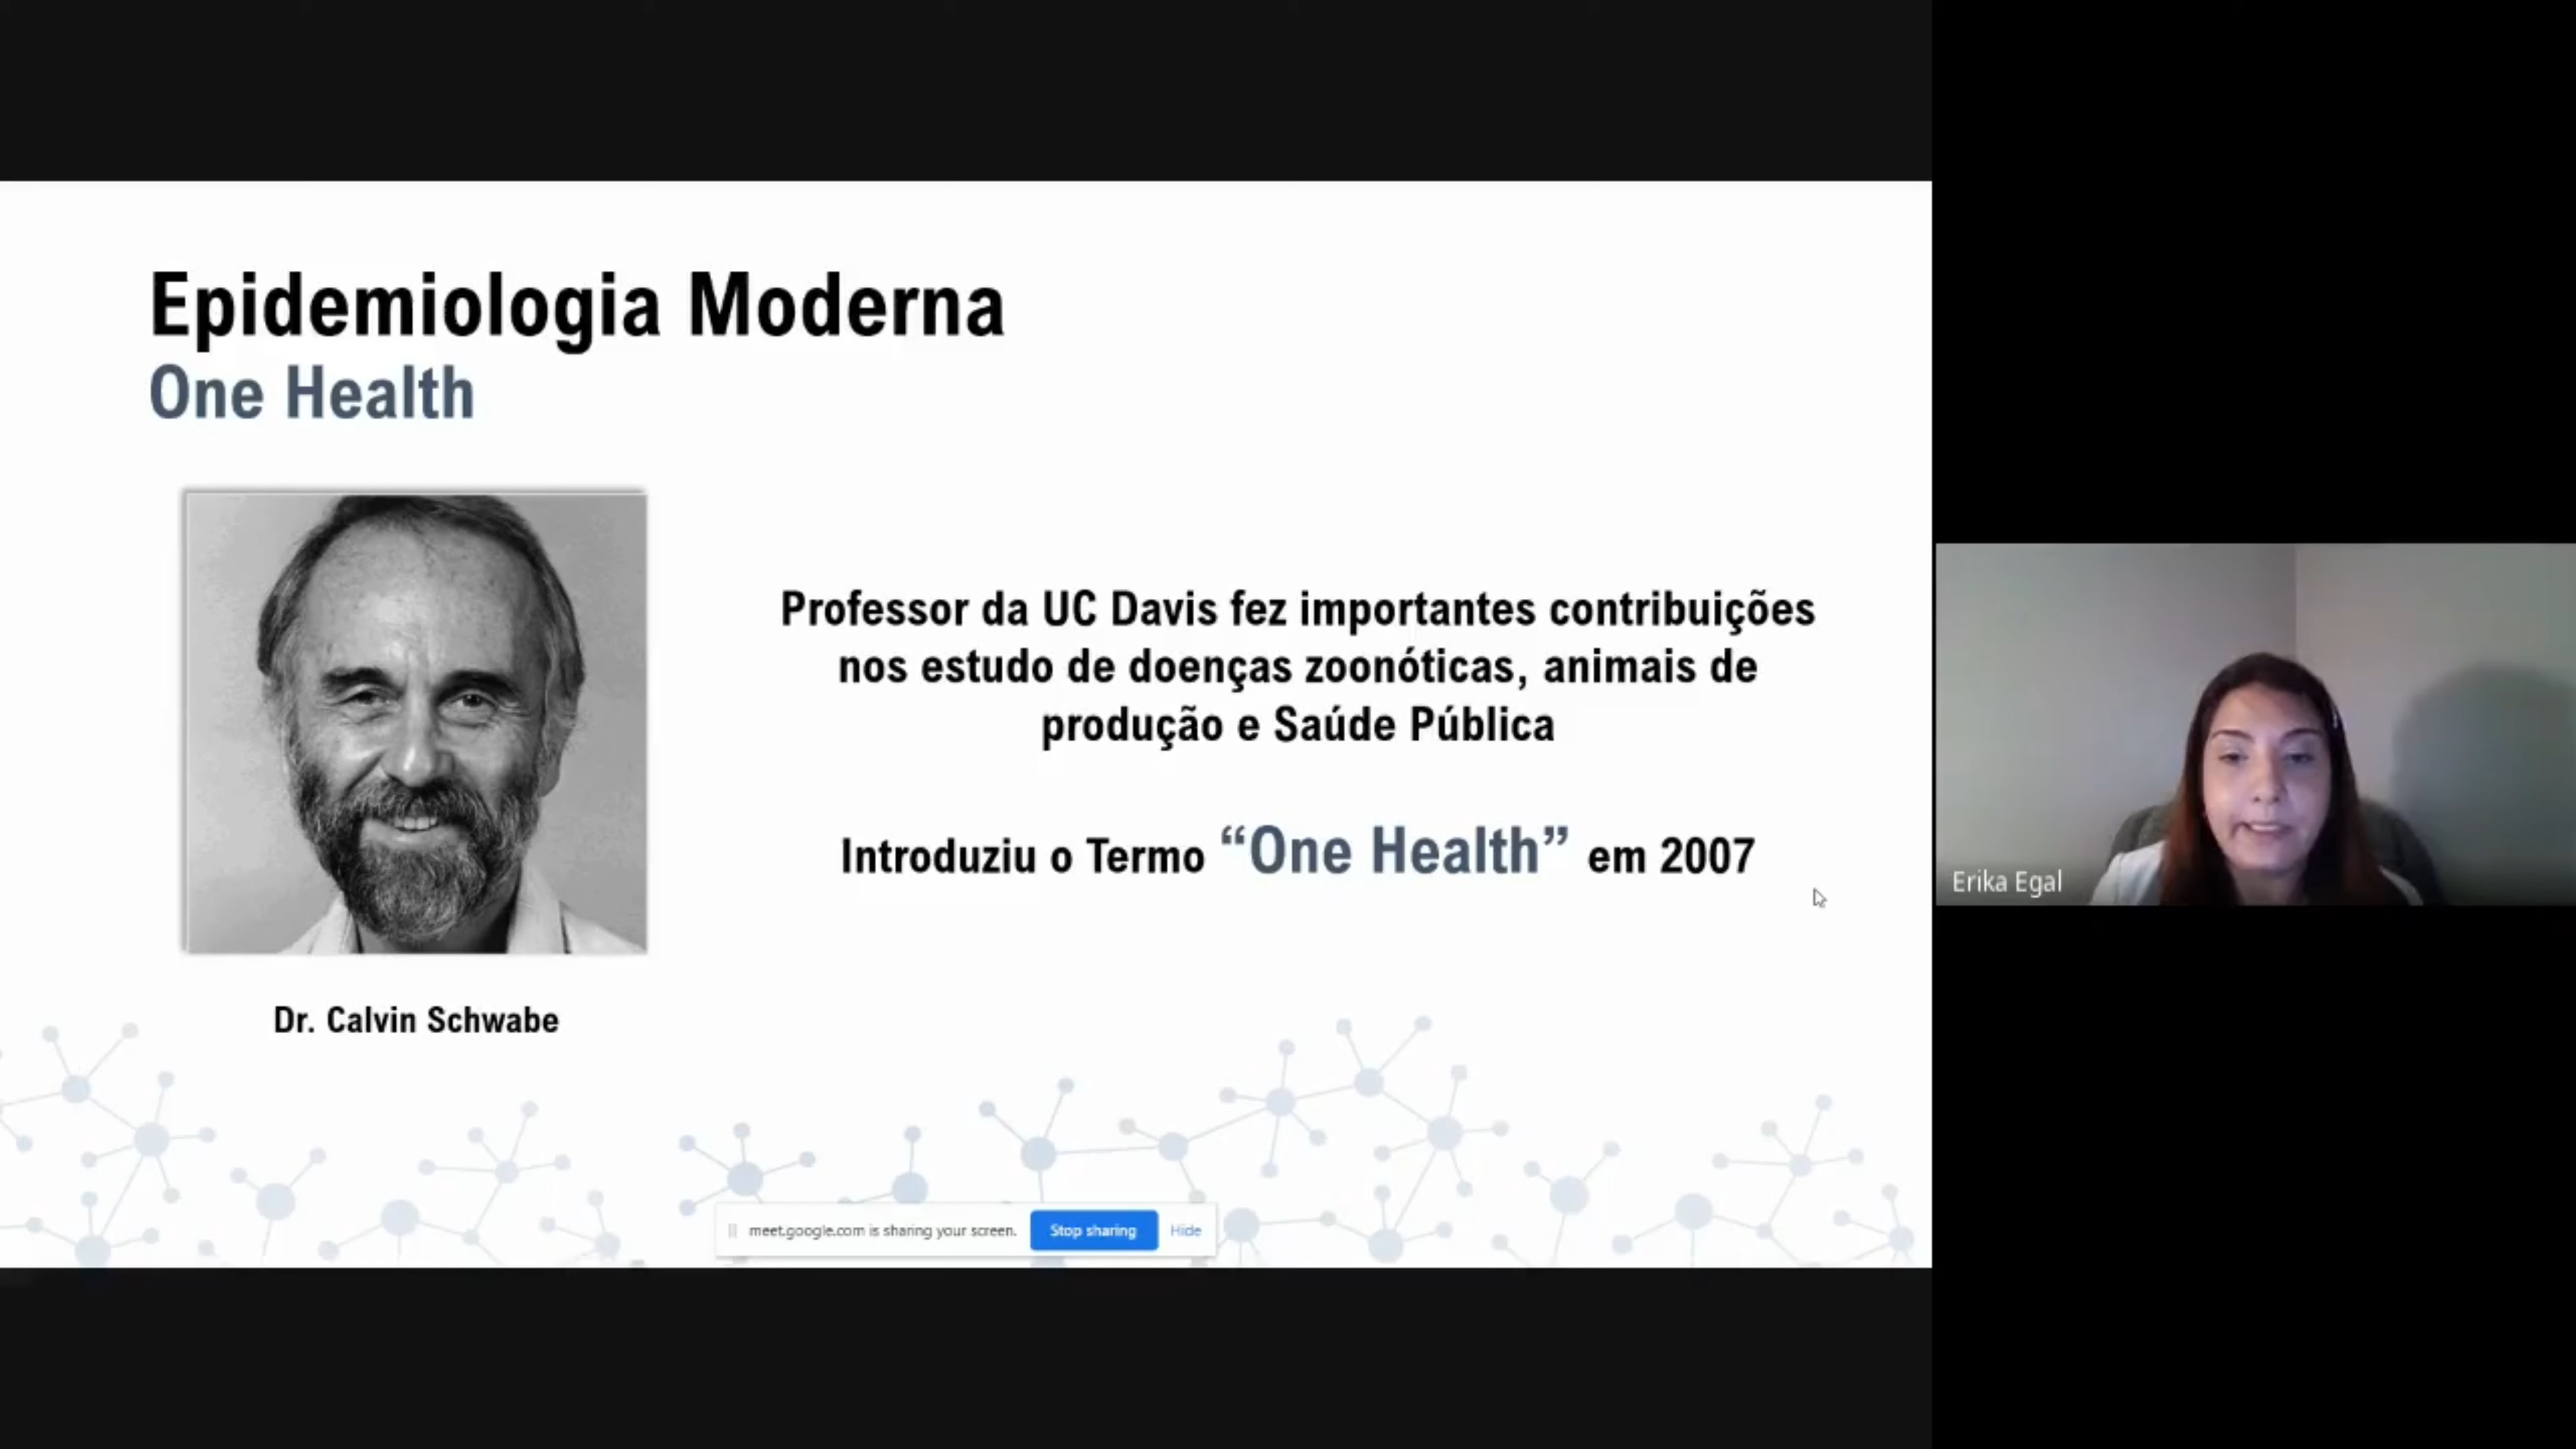 Epidemiologia Moderna
One Health
Professor da UC Davis fez importantes contribuições
nos estudo de doenças zoonóticas, animais de
produção e Saúde Pública
Introduziu o Termo “One Health” em 2007
Dr. Calvin Schwabe
Erika Egal
meet.google.com is sharing your screen. Stop sharing Hide